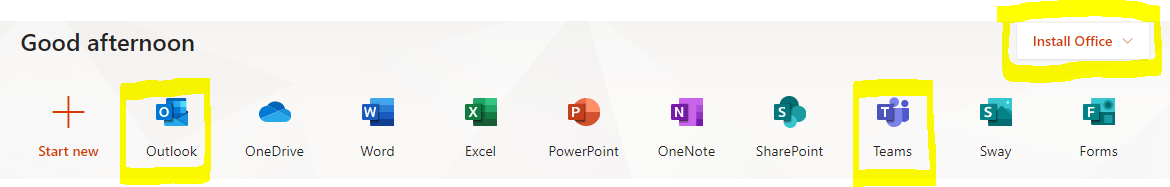 Good afternoon
Install Office
O
W
X
P
N
S
T
S
F
Start new
Outlook
OneDrive
Word
Excel
PowerPoint
OneNote
SharePoint
Teams
Sway
Forms